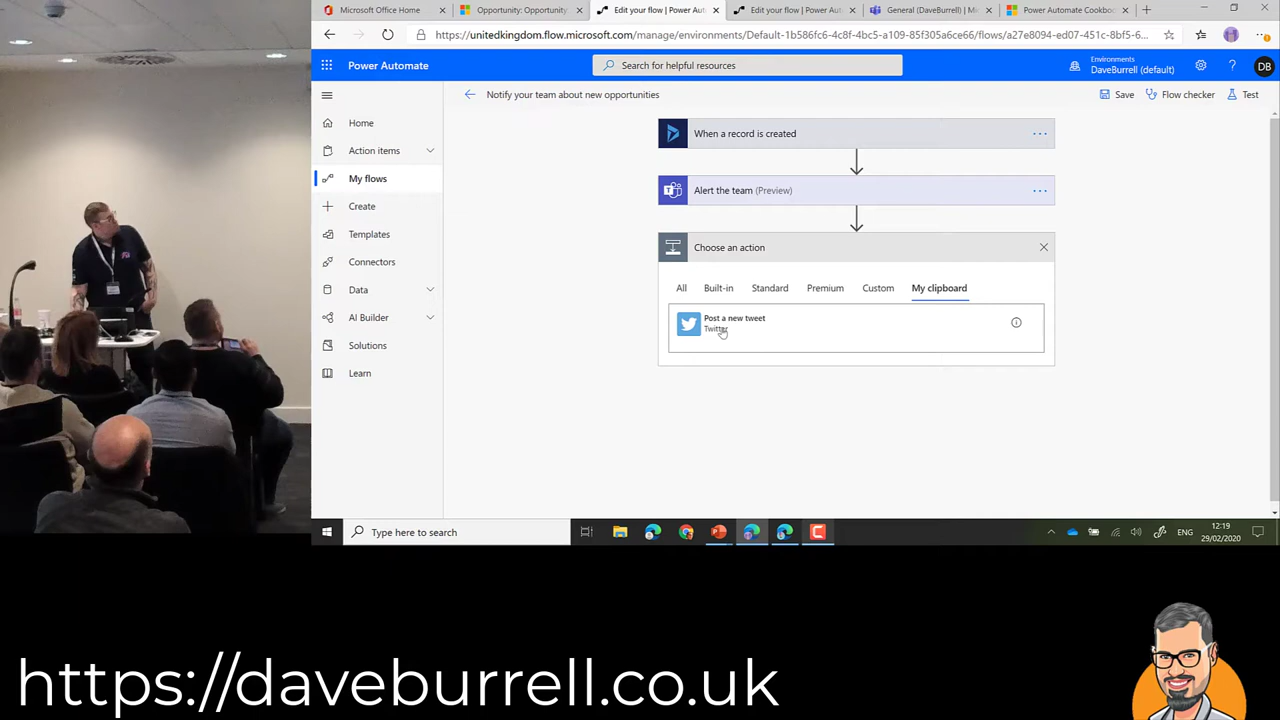 Microsoft Office Home
Opportunity: Opportunity:
Edit your flow | Power Aut
Edit your flow | Power Aut
General (DaveBurrell) | M
Power Automate Cookbo
https://unitedkingdom.flow.microsoft.com/manage/environments/Default-1b586fc6-4c8f-4bc5-a109-85f305a6ce66/flows/a27e8094-ed07-451c-8bf5-6...
Power Automate
Search for helpful resources
Environments
DaveBurrell (default)
DB
Notify your team about new opportunities
Save
Flow checker
Test
Home
Action items
My flows
Create
Templates
Connectors
Data
AI Builder
Solutions
Learn
When a record is created
Alert the team (Preview)
Choose an action
All
Built-in
Standard
Premium
Custom
My clipboard
Post a new tweet
Twitter
Type here to search
ENG
12:19
29/02/2020
https://daveburrell.co.uk